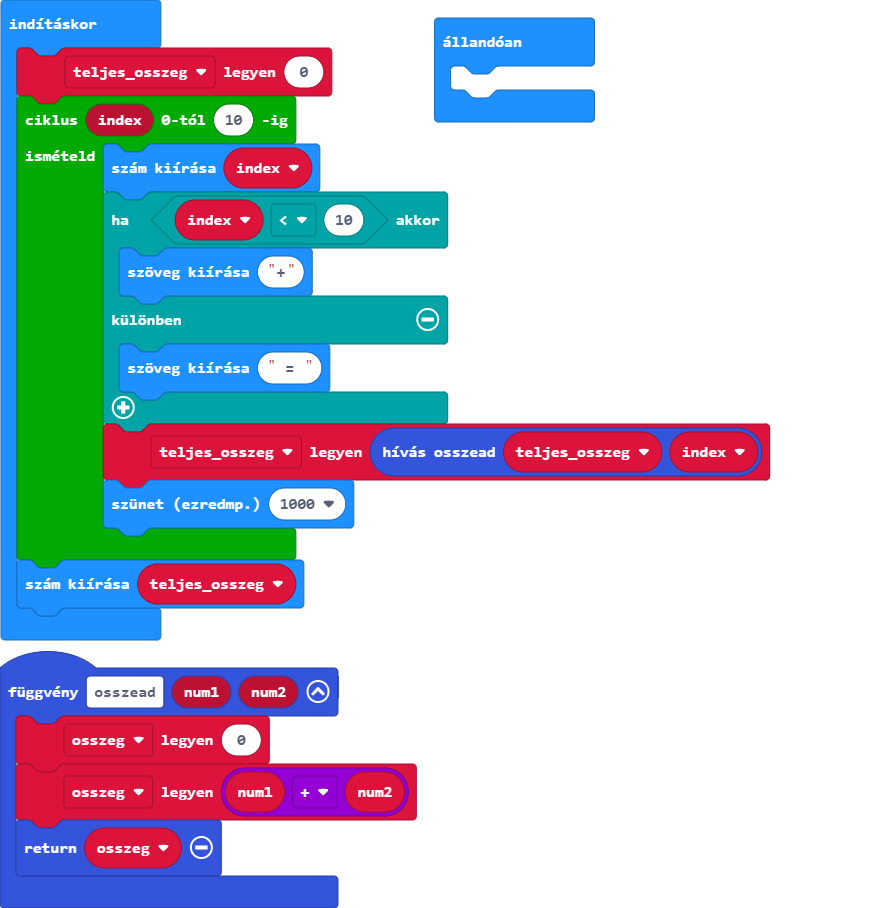 indításkor
teljes_osszeg legyen 0
ciklus index 0-tól 10 -ig
ismételd
szám kiírása index
ha index < 10 akkor
szöveg kiírása "+"
különben
szöveg kiírása " = "
teljes_osszeg legyen hívás osszead teljes_osszeg index
szünet (ezredmp.) 1000
szám kiírása teljes_osszeg
állandóan
függvény osszead num1 num2
osszeg legyen 0
osszeg legyen num1 + num2
return osszeg